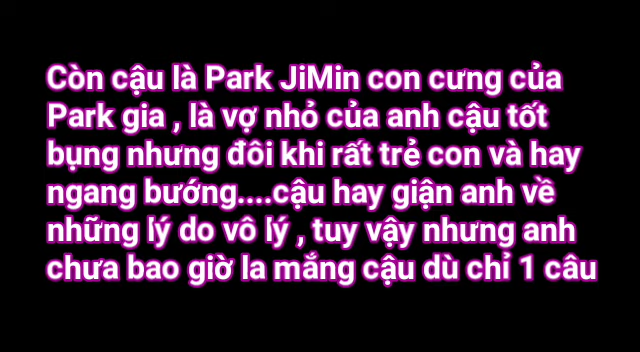 Còn cậu là Park JiMin con cưng của
Park gia , là vợ nhỏ của anh cậu tốt
bụng nhưng đôi khi rất trẻ con và hay
ngang bướng....cậu hay giận anh về
những lý do vô lý , tuy vậy nhưng anh
chưa bao giờ la mắng cậu dù chỉ 1 câu